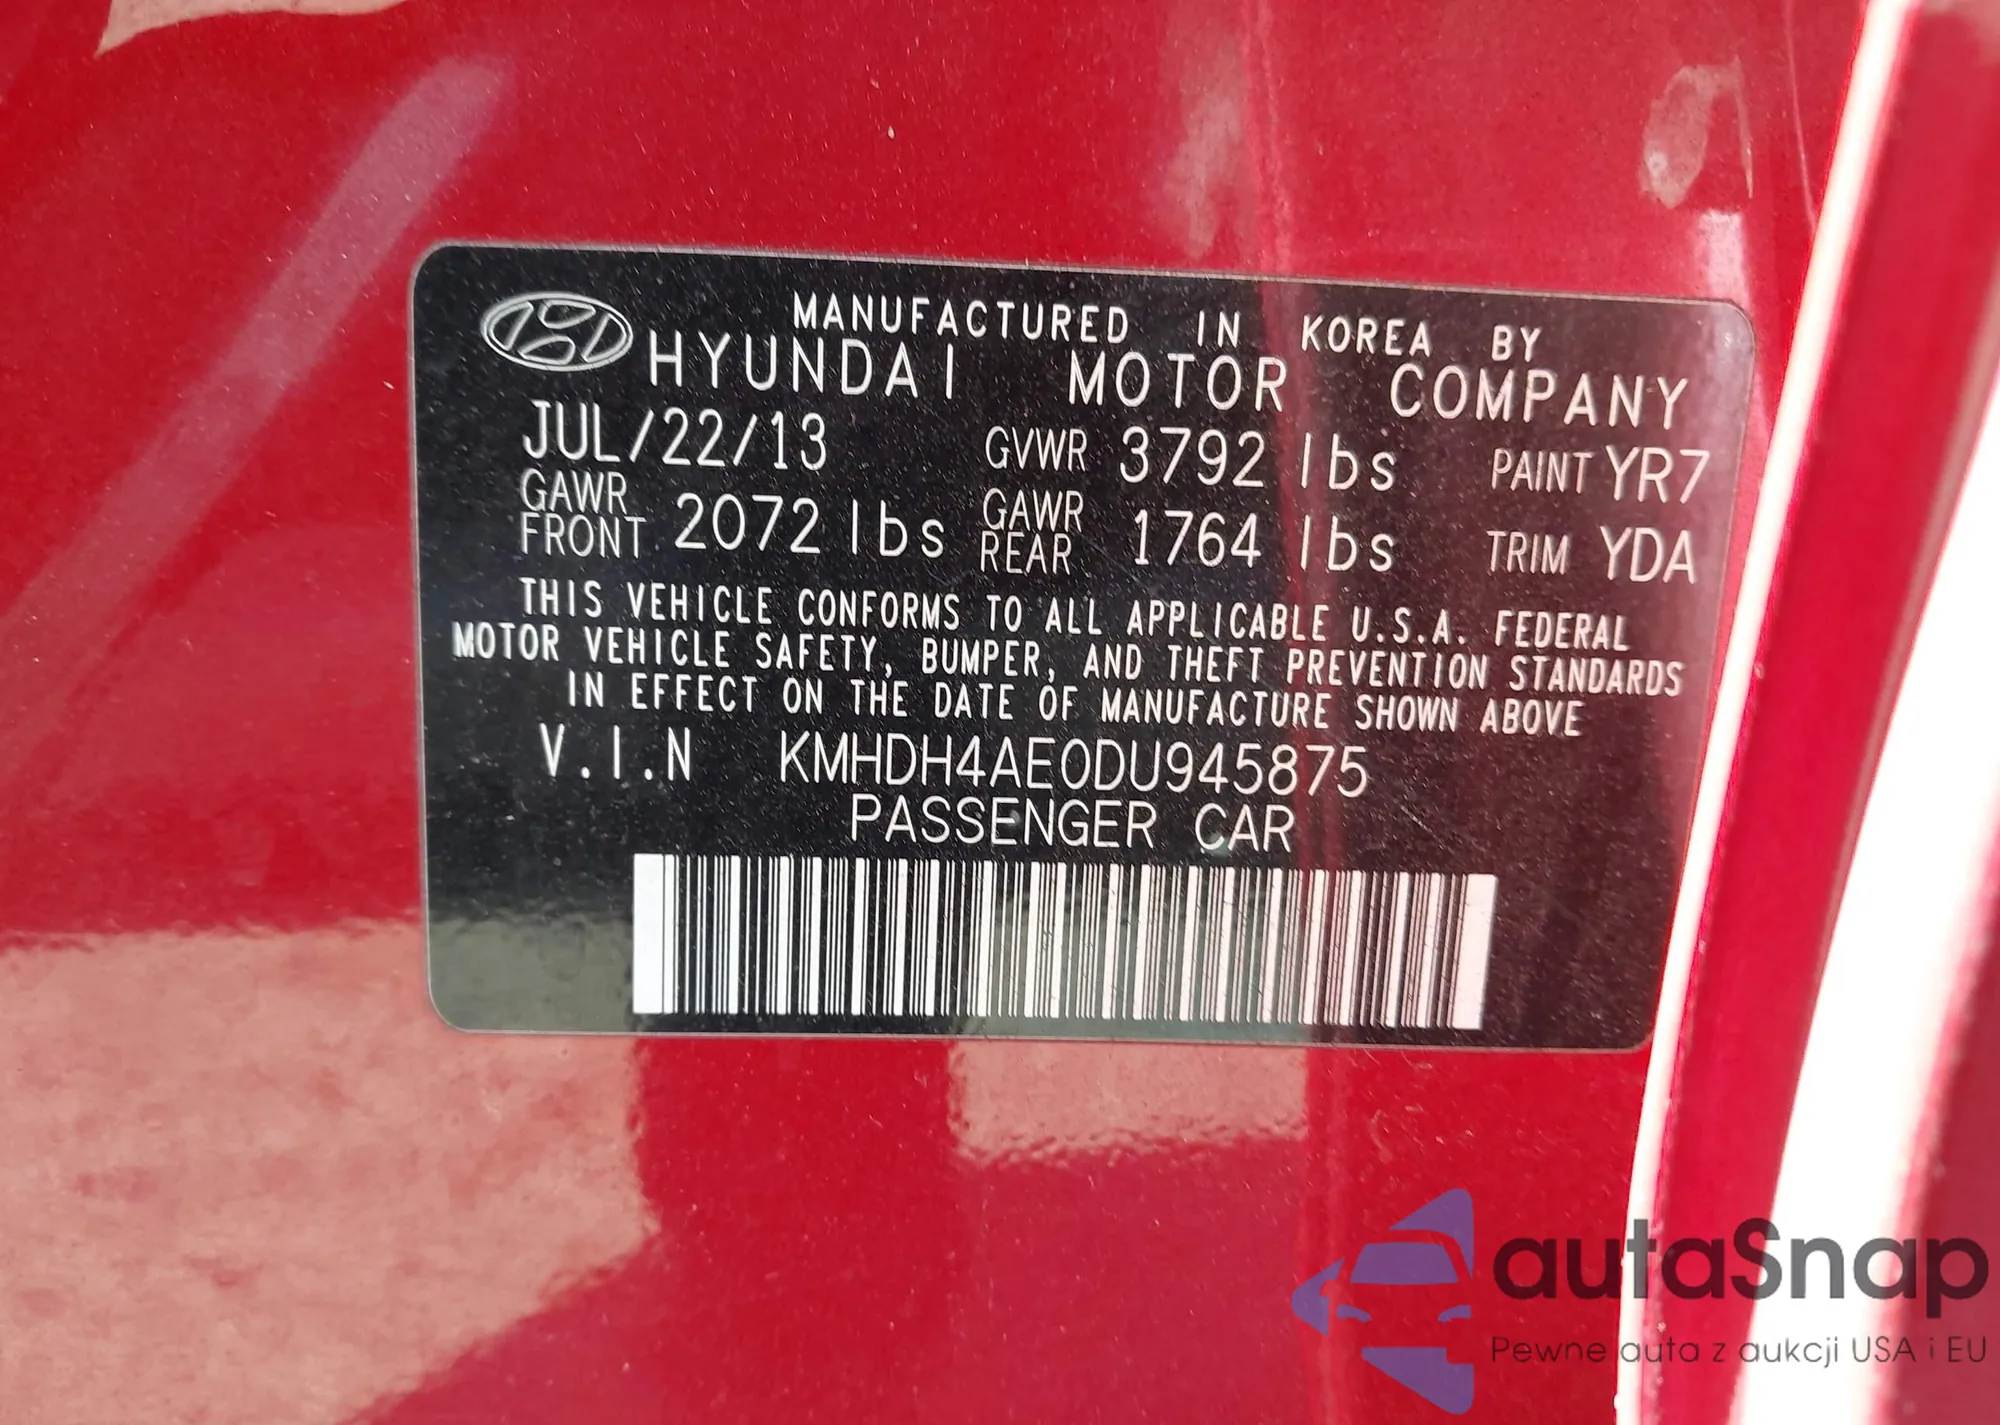 MANUFACTURED IN KOREA BY
HYUNDAI MOTOR COMPANY
JUL/22/13 GVWR 3792 lbs PAINT YR7
GAWR FRONT 2072 lbs GAWR REAR 1764 lbs TRIM YDA
THIS VEHICLE CONFORMS TO ALL APPLICABLE U.S.A. FEDERAL
MOTOR VEHICLE SAFETY, BUMPER, AND THEFT PREVENTION STANDARDS
IN EFFECT ON THE DATE OF MANUFACTURE SHOWN ABOVE
V.I.N KMHDH4AE0DU945875
PASSENGER CAR
autaSnap
Pewne auta z aukcji USA i EU